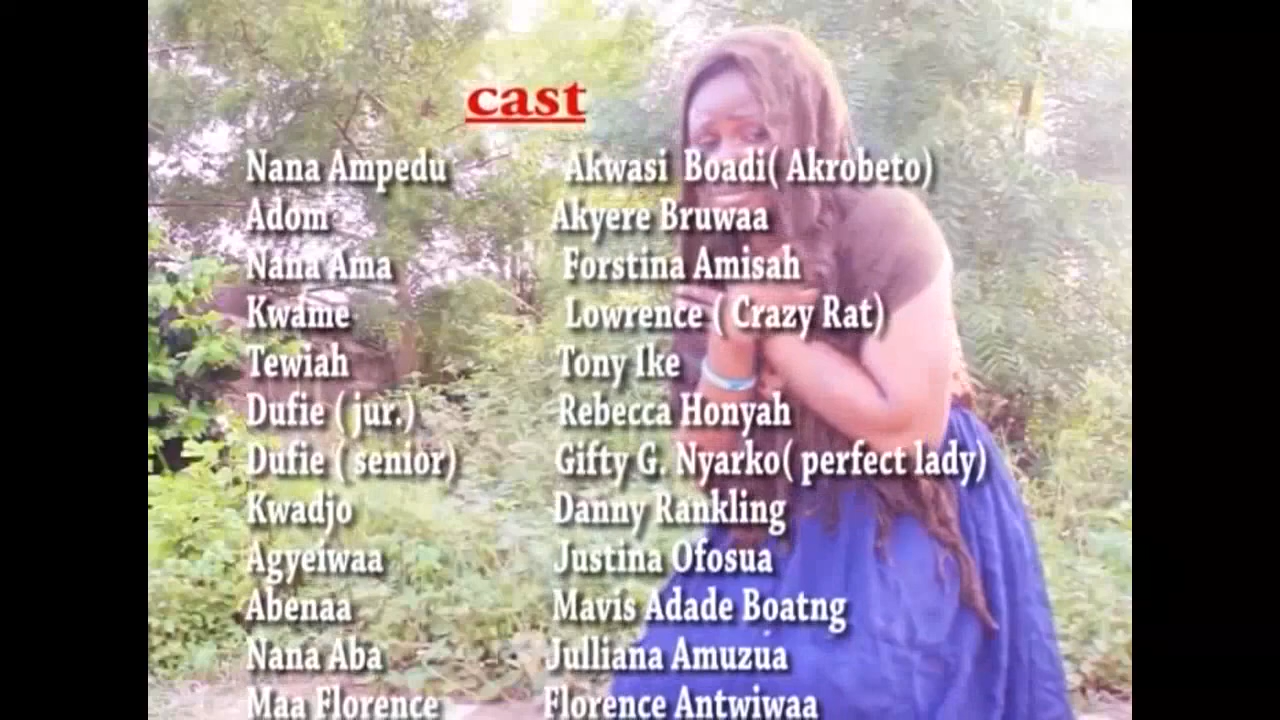 cast
Nana Ampedu Akwasi Boadi( Akrobeto)
Adom Akyere Bruwaa
Nana Ama Forstina Amisah
Kwame Lowrence ( Crazy Rat)
Tewiah Tony Ike
Dufie ( jur.) Rebecca Honyah
Dufie ( senior) Gifty G. Nyarko( perfect lady)
Kwadjo Danny Rankling
Agyeiwaa Justina Ofosua
Abenaa Mavis Adade Boatng
Nana Aba Julliana Amuzua
Maa Florence Florence Antwiwaa